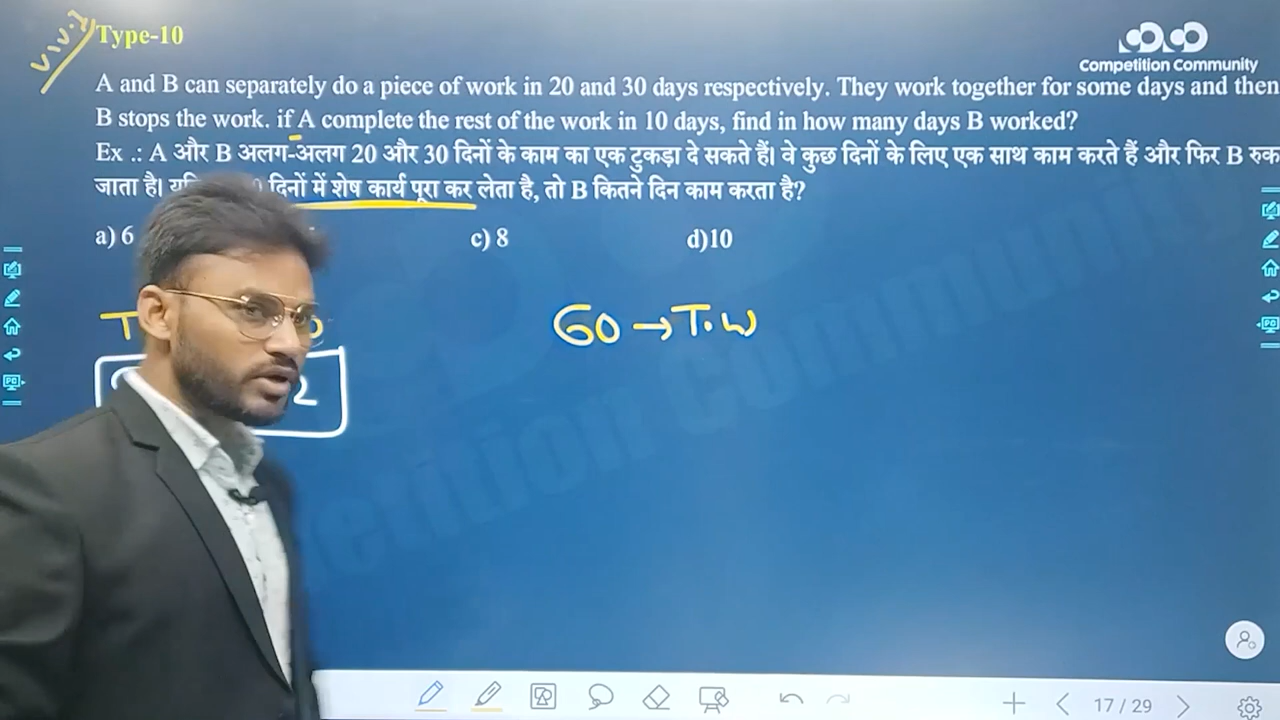 V.V.I
Type-10
Competition Community
A and B can separately do a piece of work in 20 and 30 days respectively. They work together for some days and then
B stops the work. if A complete the rest of the work in 10 days, find in how many days B worked?
Ex .: A और B अलग-अलग 20 और 30 दिनों के काम का एक टुकड़ा दे सकते हैं। वे कुछ दिनों के लिए एक साथ काम करते हैं और फिर B रुक
जाता है। दिनों में शेष कार्य पूरा कर लेता है, तो B कितने दिन काम करता है?
a) 6 c) 8 d)10
60 → T.W
2
PC PC
17 / 29